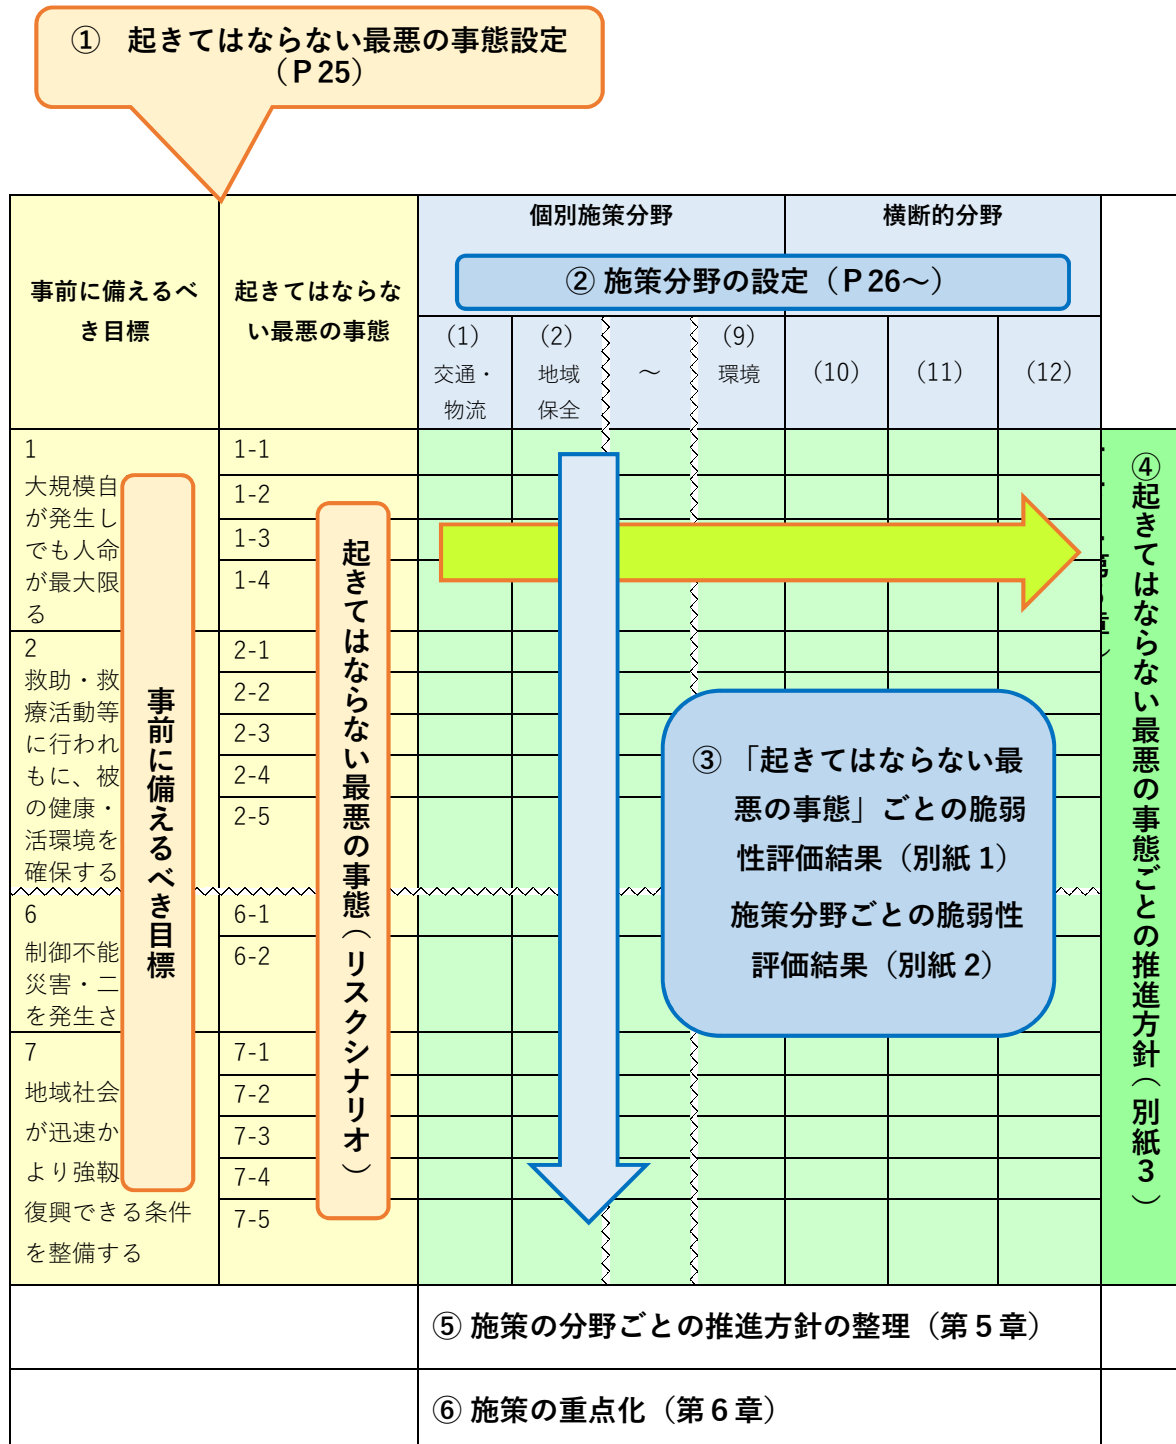 ① 起きてはならない最悪の事態設定
（Ｐ25）
事前に備えるべ
き目標
起きてはならな
い最悪の事態
個別施策分野
横断的分野
② 施策分野の設定（Ｐ26～）
(1)
交通・
物流
(2)
地域
保全
～
(9)
環境
(10)
(11)
(12)
1
大規模自
が発生し
でも人命
が最大限
る
1-1
1-2
1-3
1-4
2
救助・救
療活動等
に行われ
もに、被
の健康・
活環境を
確保する
2-1
2-2
2-3
2-4
2-5
6
制御不能
災害・二
を発生さ
6-1
6-2
7
地域社会
が迅速か
より強靱
復興できる条件
を整備する
7-1
7-2
7-3
7-4
7-5
事前に備えるべき目標
起きてはならない最悪の事態（リスクシナリオ）
③ 「起きてはならない最
悪の事態」ごとの脆弱
性評価結果（別紙 1）
施策分野ごとの脆弱性
評価結果（別紙 2）
④起きてはならない最悪の事態ごとの推進方針（別紙３）
⑤ 施策の分野ごとの推進方針の整理（第５章）
⑥ 施策の重点化（第６章）